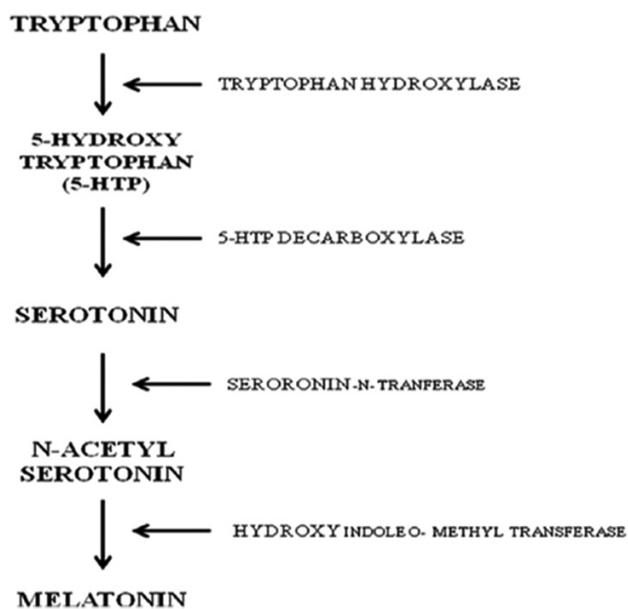 TRYPTOPHAN
TRYPTOPHAN HYDROXYLASE
5-HYDROXY
TRYPTOPHAN
(5-HTP)
5-HTP DECARBOXYLASE
SEROTONIN
SERORONIN-N- TRANFERASE
N-ACETYL
SEROTONIN
HYDROXY INDOLE O- METHYL TRANSFERASE
MELATONIN